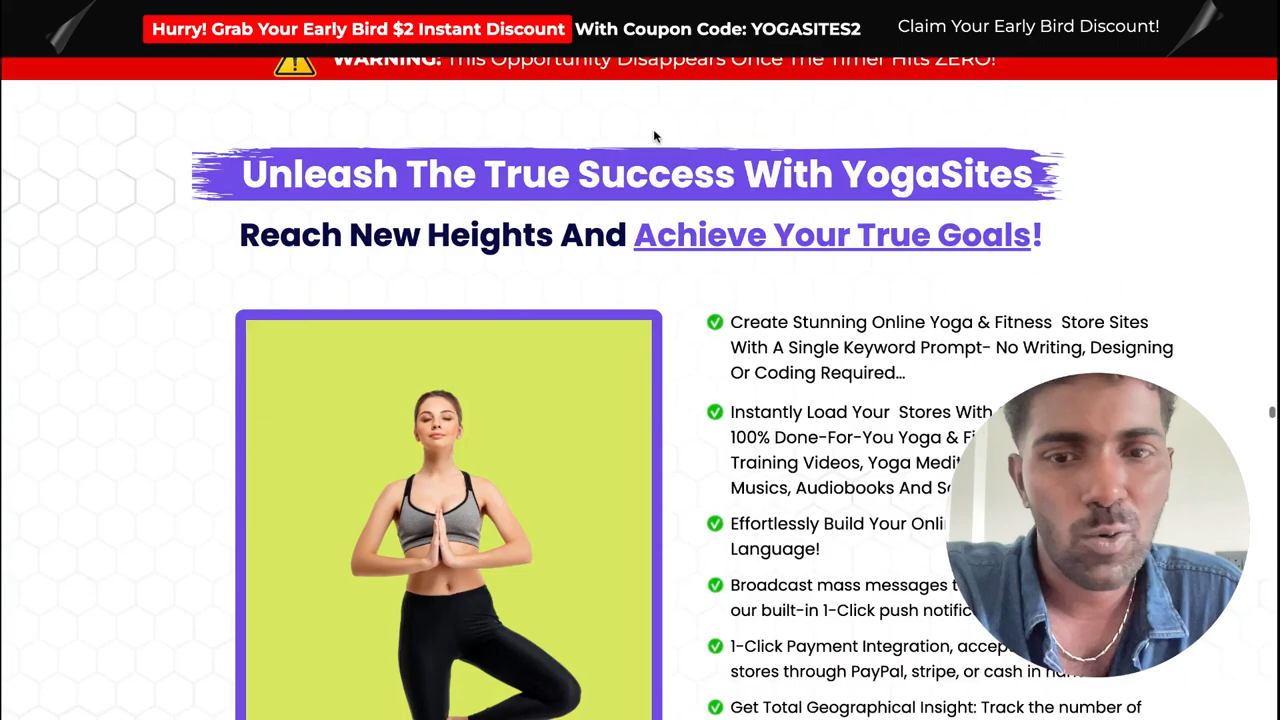 Hurry! Grab Your Early Bird $2 Instant Discount With Coupon Code: YOGASITES2
Claim Your Early Bird Discount!
WARNING: This Opportunity Disappears Once The Timer Hits ZERO!
Unleash The True Success With YogaSites
Reach New Heights And Achieve Your True Goals!
Create Stunning Online Yoga & Fitness Store Sites
With A Single Keyword Prompt- No Writing, Designing
Or Coding Required...
Instantly Load Your Stores With
100% Done-For-You Yoga &
Training Videos, Yoga
Musics, Audiobooks And
Effortlessly Build Your
Language!
Broadcast mass messages
our built-in 1-Click push
1-Click Payment Integration,
stores through PayPal, stripe, or cash in
Get Total Geographical Insight: Track the number of